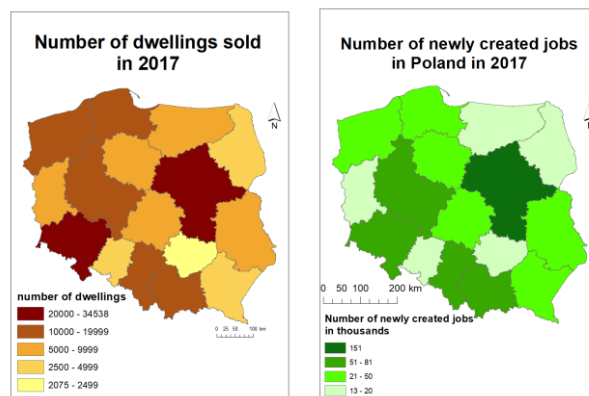 Number of dwellings sold
in 2017
N
number of dwellings
20000 - 34538
10000 - 19999
5000 - 9999
2500 - 4999
2075 - 2499
0 25 50 100 km
Number of newly created jobs
in Poland in 2017
N
0 100 200 km
Number of newly created jobs
in thousands
151
51 - 81
21 - 50
13 - 20